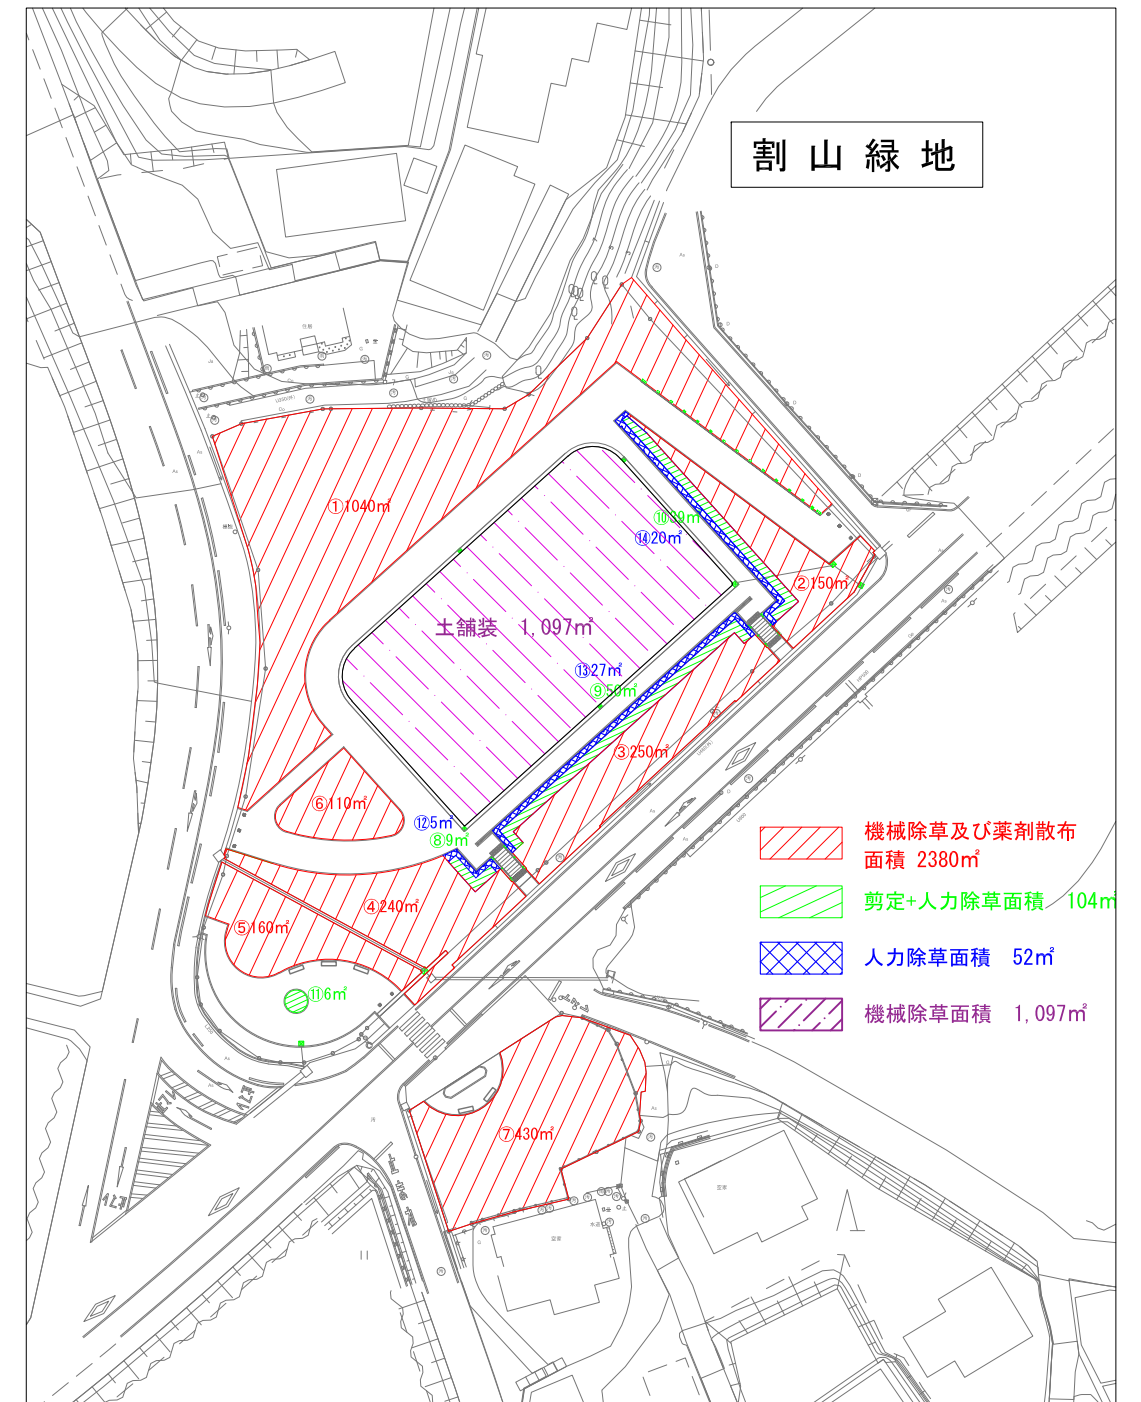 割山緑地
①1040㎡
⑩39㎡
⑭20㎡
②150㎡
土舗装 1,097㎡
⑬27㎡
⑨50㎡
③250㎡
⑥110㎡
⑫5㎡
⑧9㎡
④240㎡
⑤160㎡
⑪6㎡
⑦430㎡
機械除草及び薬剤散布
面積 2380㎡
剪定+人力除草面積 104㎡
人力除草面積 52㎡
機械除草面積 1,097㎡